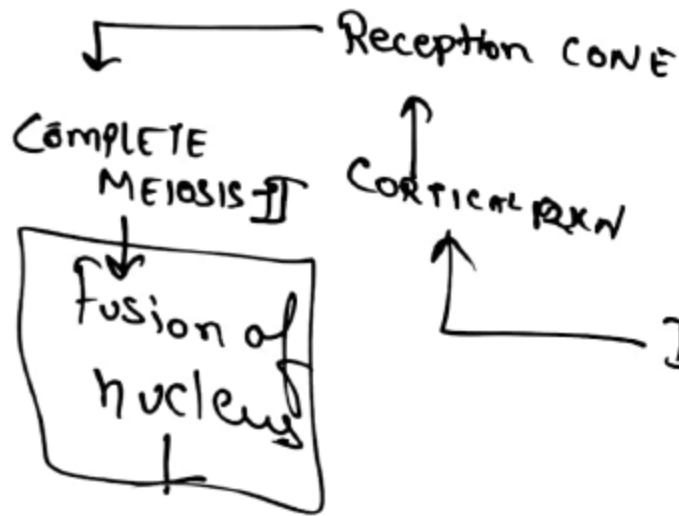 Reception CONE
COMPLETE
MEIOSIS-II
CORTICAL RXN
Fusion of
nucleus